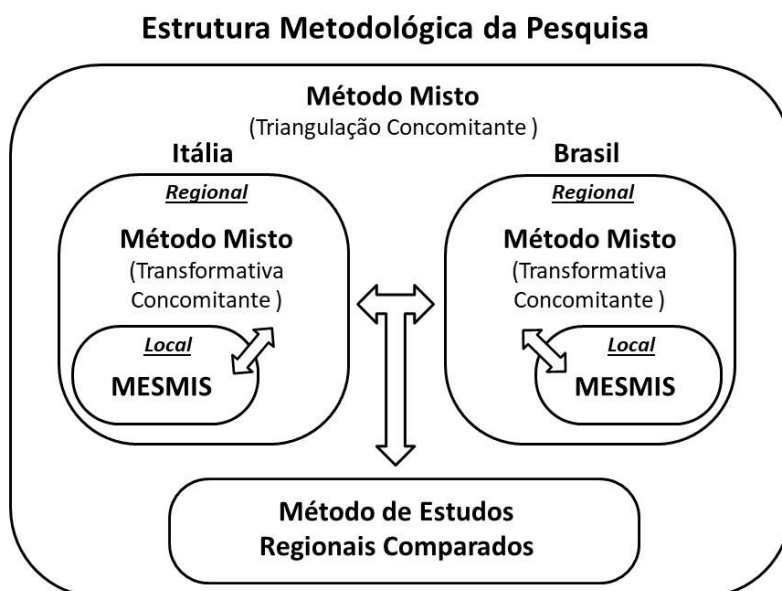 Estrutura Metodológica da Pesquisa
Método Misto
(Triangulação Concomitante )
Itália
Regional
Método Misto
(Transformativa
Concomitante )
Local
MESMIS
Brasil
Regional
Método Misto
(Transformativa
Concomitante )
Local
MESMIS
Método de Estudos
Regionais Comparados